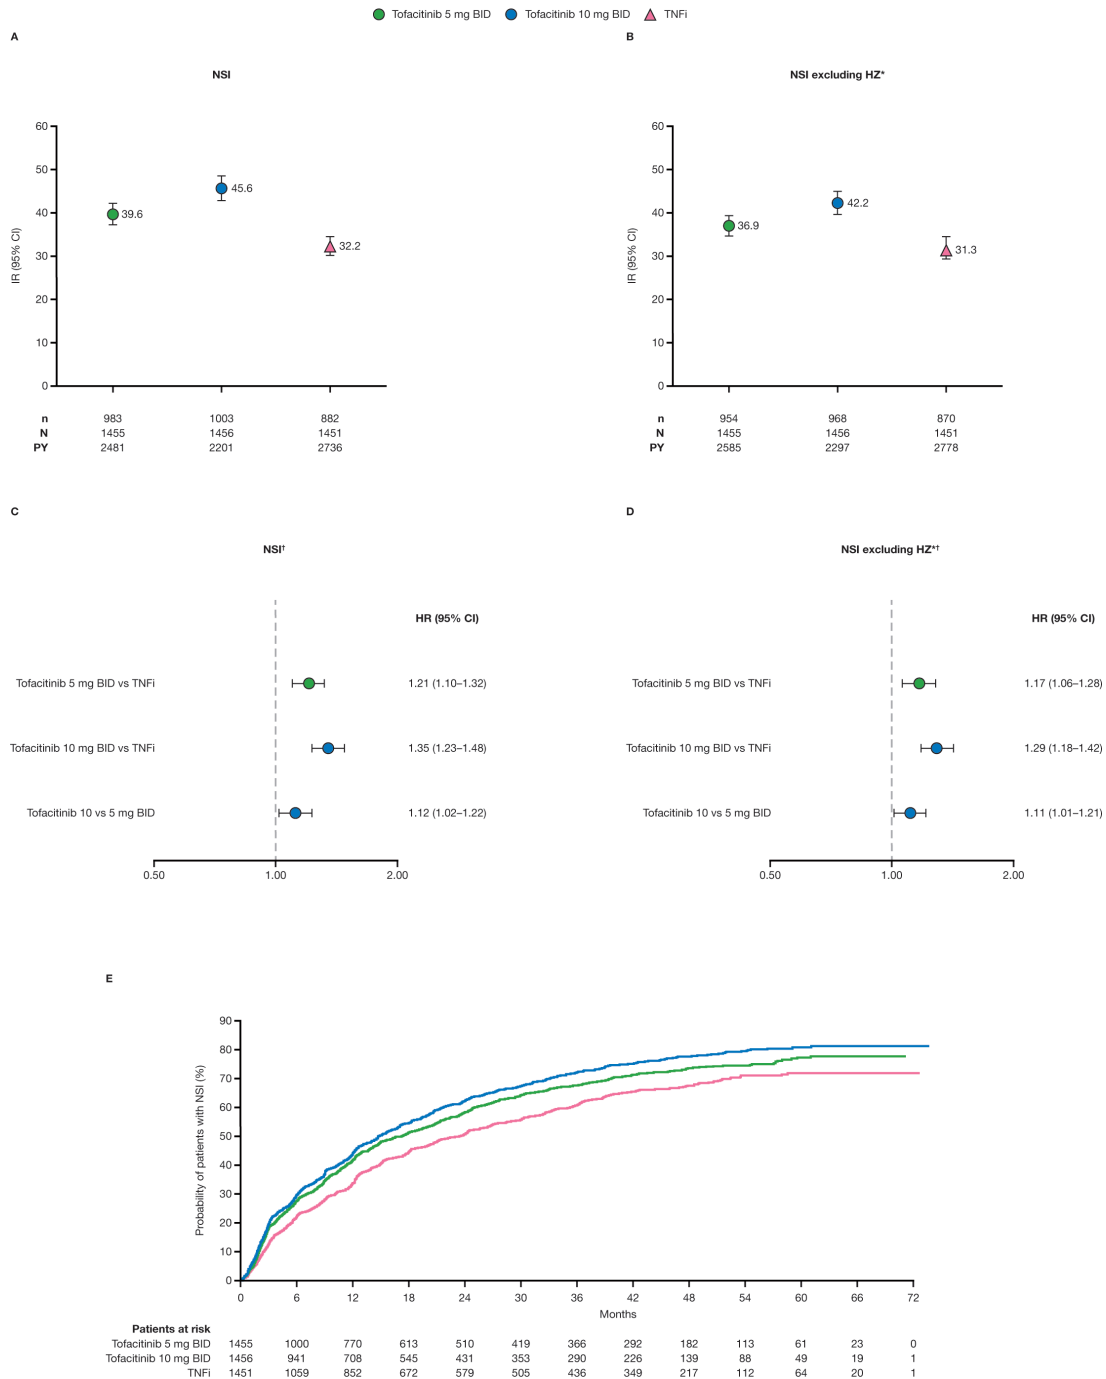 Tofacitinib 5 mg BID Tofacitinib 10 mg BID TNFi
A
NSI
IR (95% CI)
60
50
40
30
20
10
0
39.6
45.6
32.2
n 983 1003 882
N 1455 1456 1451
PY 2481 2201 2736
B
NSI excluding HZ*
IR (95% CI)
60
50
40
30
20
10
0
36.9
42.2
31.3
n 954 968 870
N 1455 1456 1451
PY 2585 2297 2778
C
NSI†
HR (95% CI)
Tofacitinib 5 mg BID vs TNFi 1.21 (1.10–1.32)
Tofacitinib 10 mg BID vs TNFi 1.35 (1.23–1.48)
Tofacitinib 10 vs 5 mg BID 1.12 (1.02–1.22)
0.50 1.00 2.00
D
NSI excluding HZ*†
HR (95% CI)
Tofacitinib 5 mg BID vs TNFi 1.17 (1.06–1.28)
Tofacitinib 10 mg BID vs TNFi 1.29 (1.18–1.42)
Tofacitinib 10 vs 5 mg BID 1.11 (1.01–1.21)
0.50 1.00 2.00
E
Probability of patients with NSI (%)
90
80
70
60
50
40
30
20
10
0
0 6 12 18 24 30 36 42 48 54 60 66 72
Months
Patients at risk
Tofacitinib 5 mg BID 1455 1000 770 613 510 419 366 292 182 113 61 23 0
Tofacitinib 10 mg BID 1456 941 708 545 431 353 290 226 139 88 49 19 1
TNFi 1451 1059 852 672 579 505 436 349 217 112 64 20 1